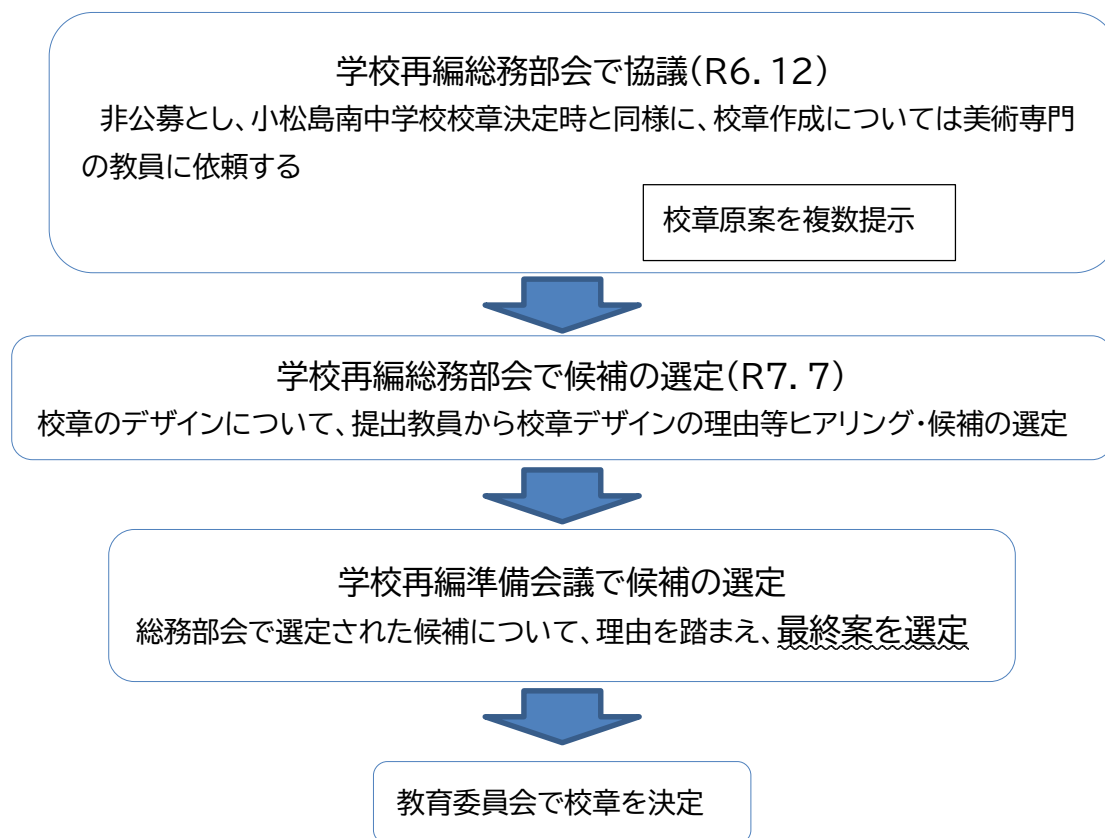 学校再編総務部会で協議(R6.12)
非公募とし、小松島南中学校校章決定時と同様に、校章作成については美術専門
の教員に依頼する
校章原案を複数提示
学校再編総務部会で候補の選定(R7.7)
校章のデザインについて、提出教員から校章デザインの理由等ヒアリング・候補の選定
学校再編準備会議で候補の選定
総務部会で選定された候補について、理由を踏まえ、最終案を選定
教育委員会で校章を決定